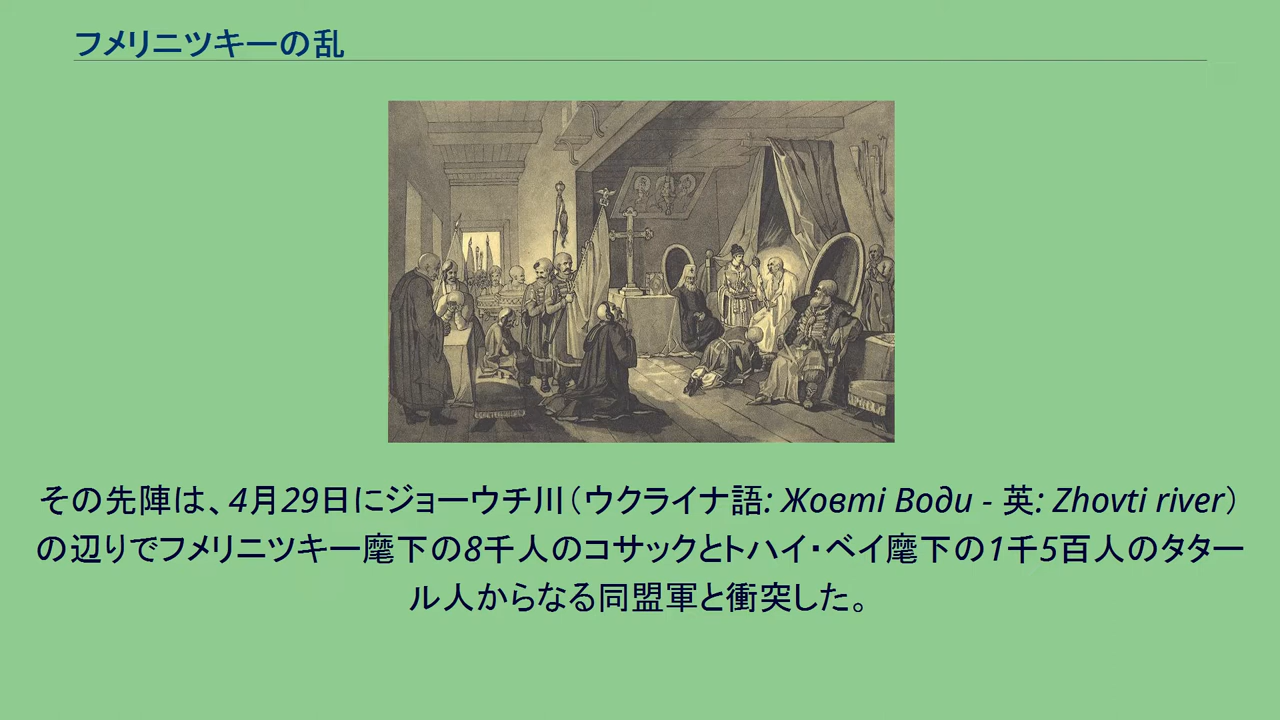 フメリニツキーの乱
その先陣は、4月29日にジョーウチ川（ウクライナ語: Жовті Води - 英: Zhovti river）
の辺りでフメリニツキー麾下の8千人のコサックとトハイ・ベイ麾下の1千5百人のタター
ル人からなる同盟軍と衝突した。